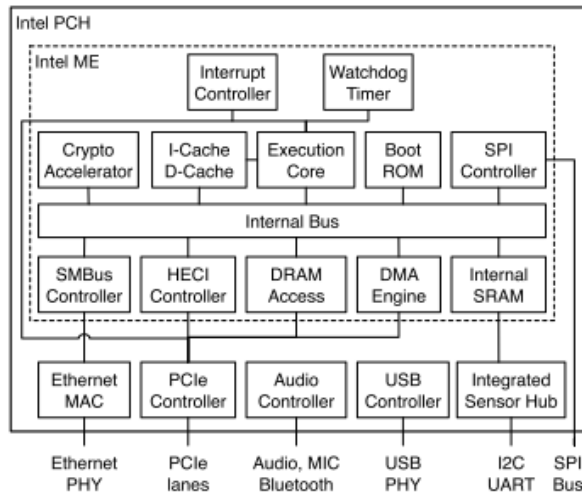 Intel PCH
Intel ME
Interrupt
Controller
Watchdog
Timer
Crypto
Accelerator
I-Cache
D-Cache
Execution
Core
Boot
ROM
SPI
Controller
Internal Bus
SMBus
Controller
HECI
Controller
DRAM
Access
DMA
Engine
Internal
SRAM
Ethernet
MAC
PCIe
Controller
Audio
Controller
USB
Controller
Integrated
Sensor Hub
Ethernet
PHY
PCIe
lanes
Audio, MIC
Bluetooth
USB
PHY
I2C
UART
SPI
Bus